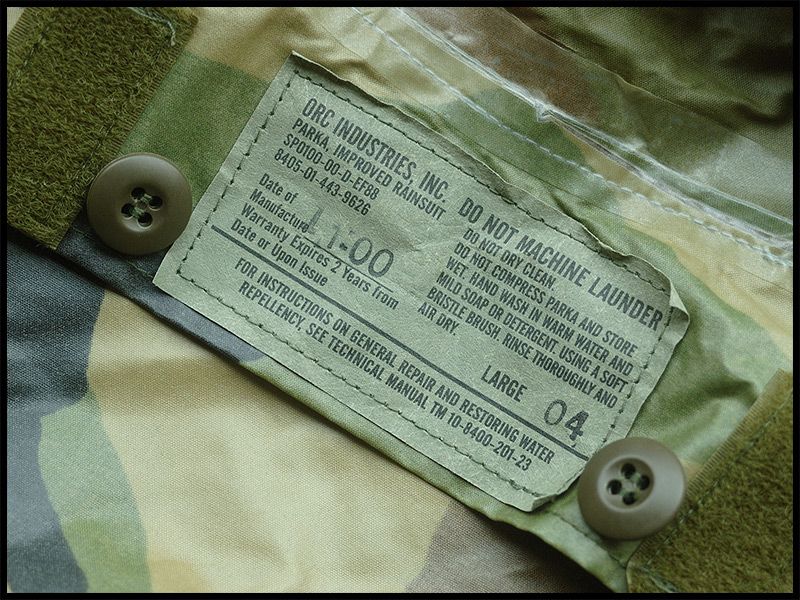 ORC INDUSTRIES, INC.
PARKA, IMPROVED RAINSUIT
SPO100-00-D-EF88
8405-01-443-9626
Date of
Manufacture 11:00
Warranty Expires 2 Years from
Date or Upon Issue
DO NOT MACHINE LAUNDER
DO NOT DRY CLEAN.
DO NOT COMPRESS PARKA AND STORE
WET. HAND WASH IN WARM WATER AND
MILD SOAP OR DETERGENT. USING A SOFT
BRISTLE BRUSH. RINSE THOROUGHLY AND
AIR DRY.
LARGE 04
FOR INSTRUCTIONS ON GENERAL REPAIR AND RESTORING WATER
REPELLENCY, SEE TECHNICAL MANUAL TM 10-8400-201-23